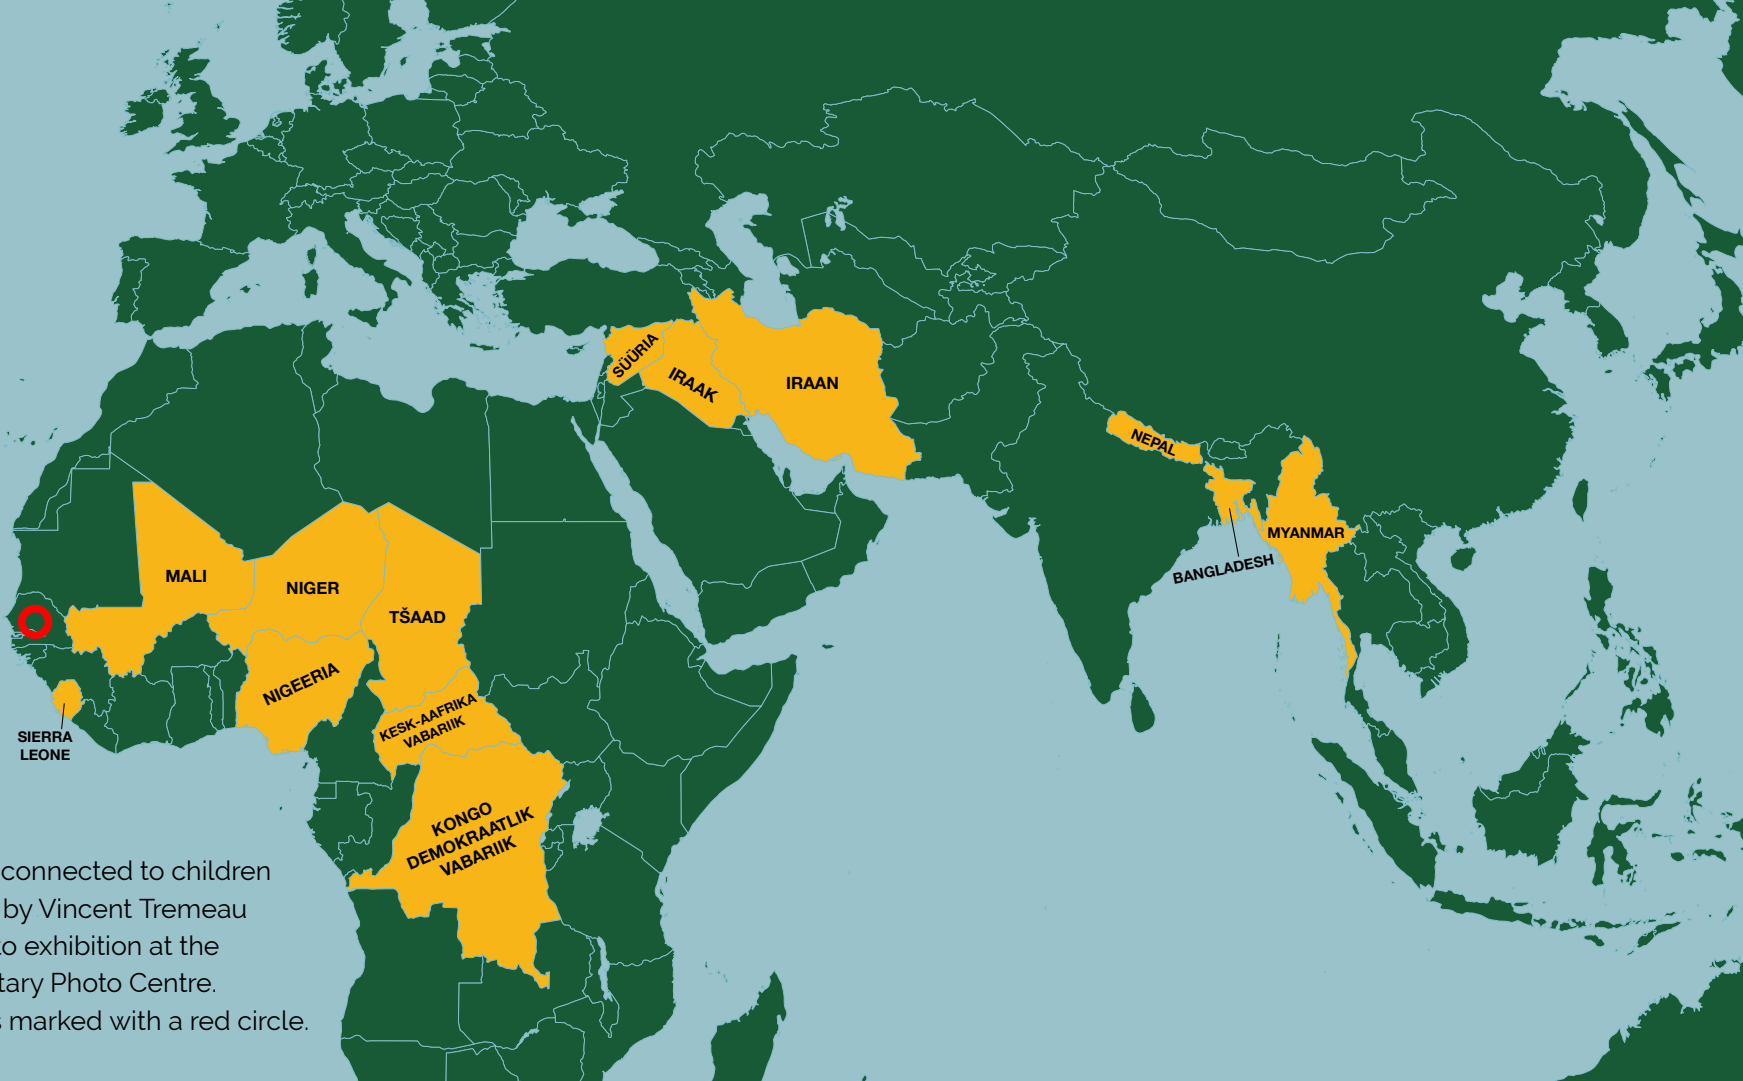 SÜÜRIA
IRAAK
IRAAN
NEPAL
MYANMAR
BANGLADESH
MALI
NIGER
TŠAAD
NIGEERIA
KESK-AAFRIKA
VABARIIK
SIERRA
LEONE
KONGO
DEMOKRAATLIK
VABARIIK
connected to children
by Vincent Tremeau
exhibition at the
Photo Centre.
marked with a red circle.